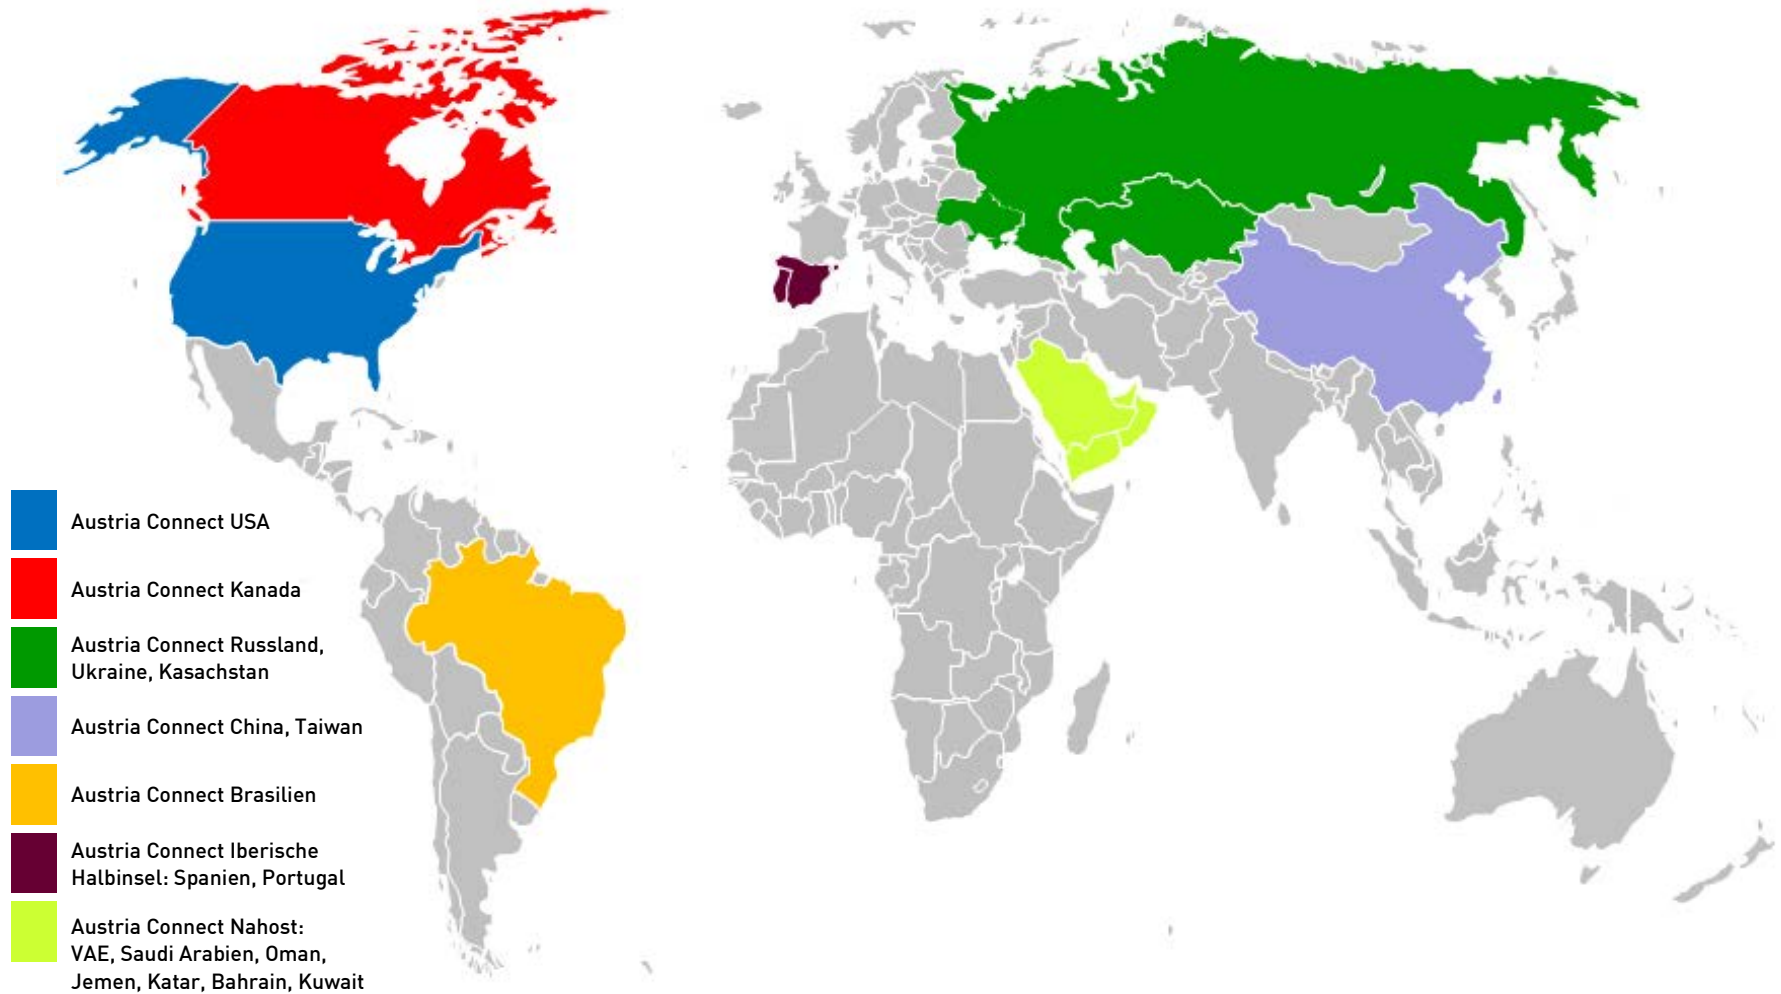 Austria Connect USA
Austria Connect Kanada
Austria Connect Russland,
Ukraine, Kasachstan
Austria Connect China, Taiwan
Austria Connect Brasilien
Austria Connect Iberische
Halbinsel: Spanien, Portugal
Austria Connect Nahost:
VAE, Saudi Arabien, Oman,
Jemen, Katar, Bahrain, Kuwait